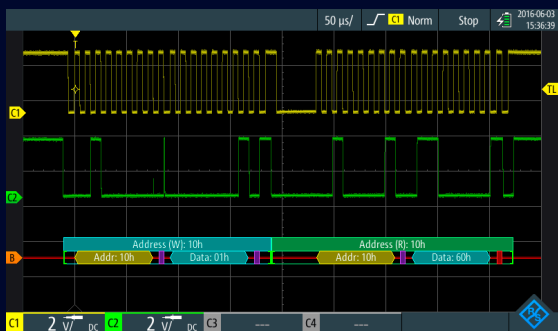 50 µs/ C1 Norm Stop 2016-06-03
15:36:39
T
TL
C1
C2
Address (W): 10h Address (R): 10h
B Addr: 10h Data: 01h Addr: 10h Data: 60h
C1 2 V/ DC C2 2 V/ DC C3 --- C4 ---
R&S